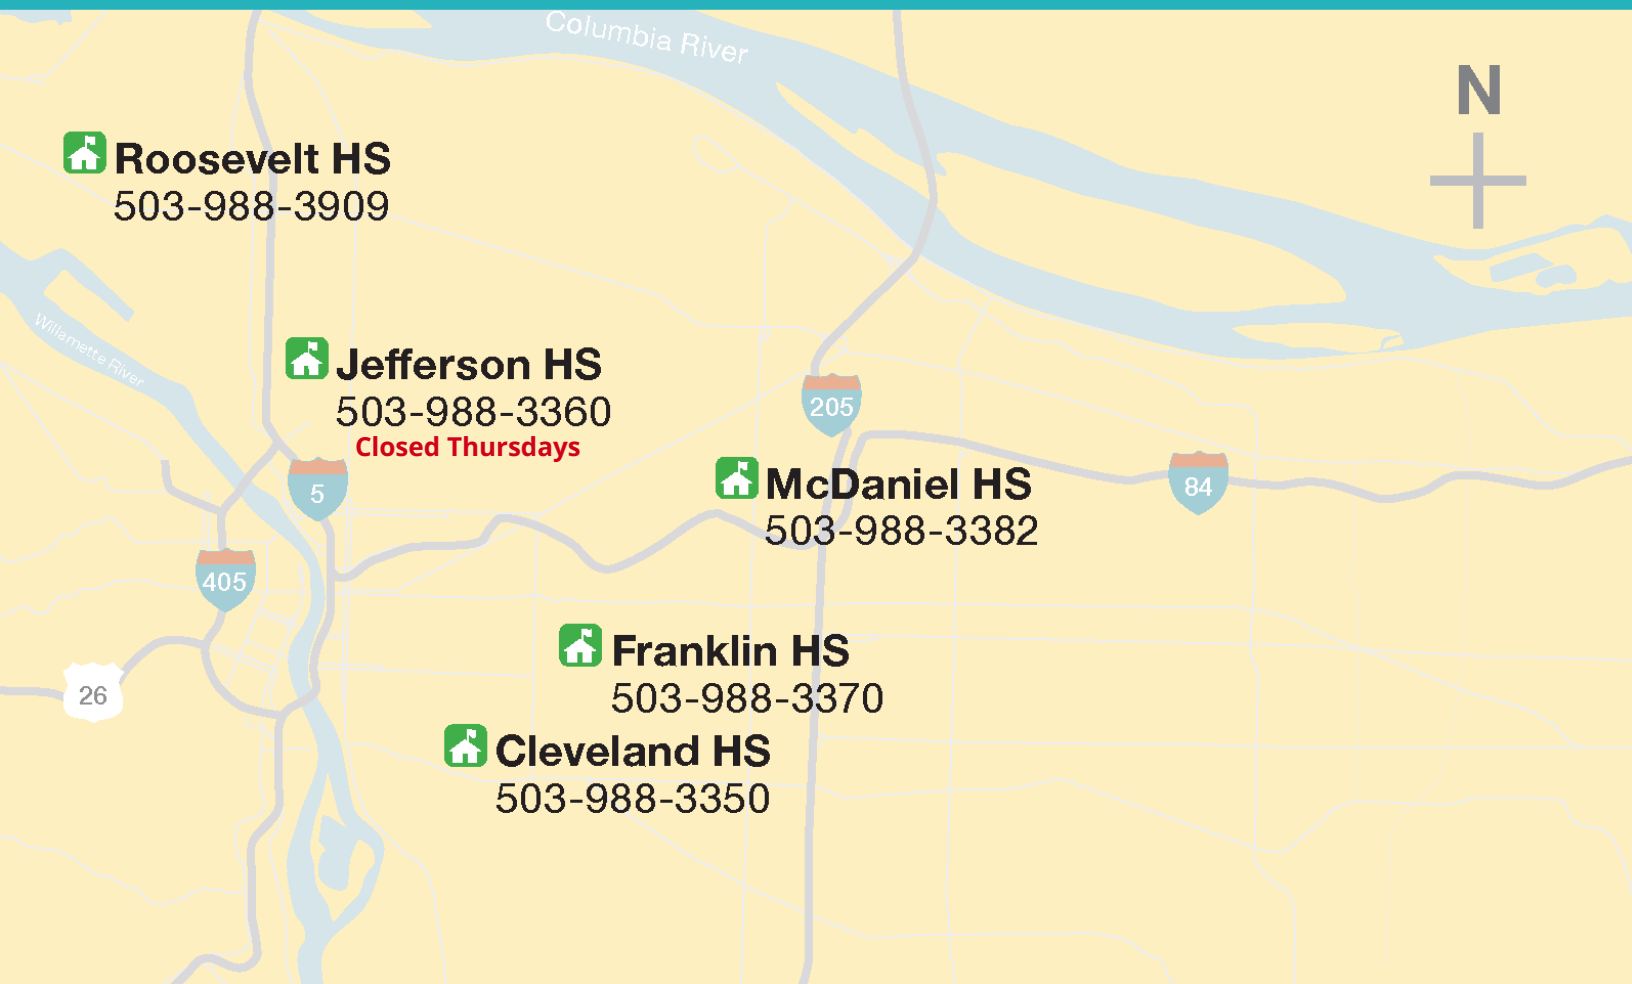 Columbia River
N
Roosevelt HS
503-988-3909
Willamette River
Jefferson HS
503-988-3360
Closed Thursdays
205
5
McDaniel HS
503-988-3382
84
405
Franklin HS
503-988-3370
26
Cleveland HS
503-988-3350